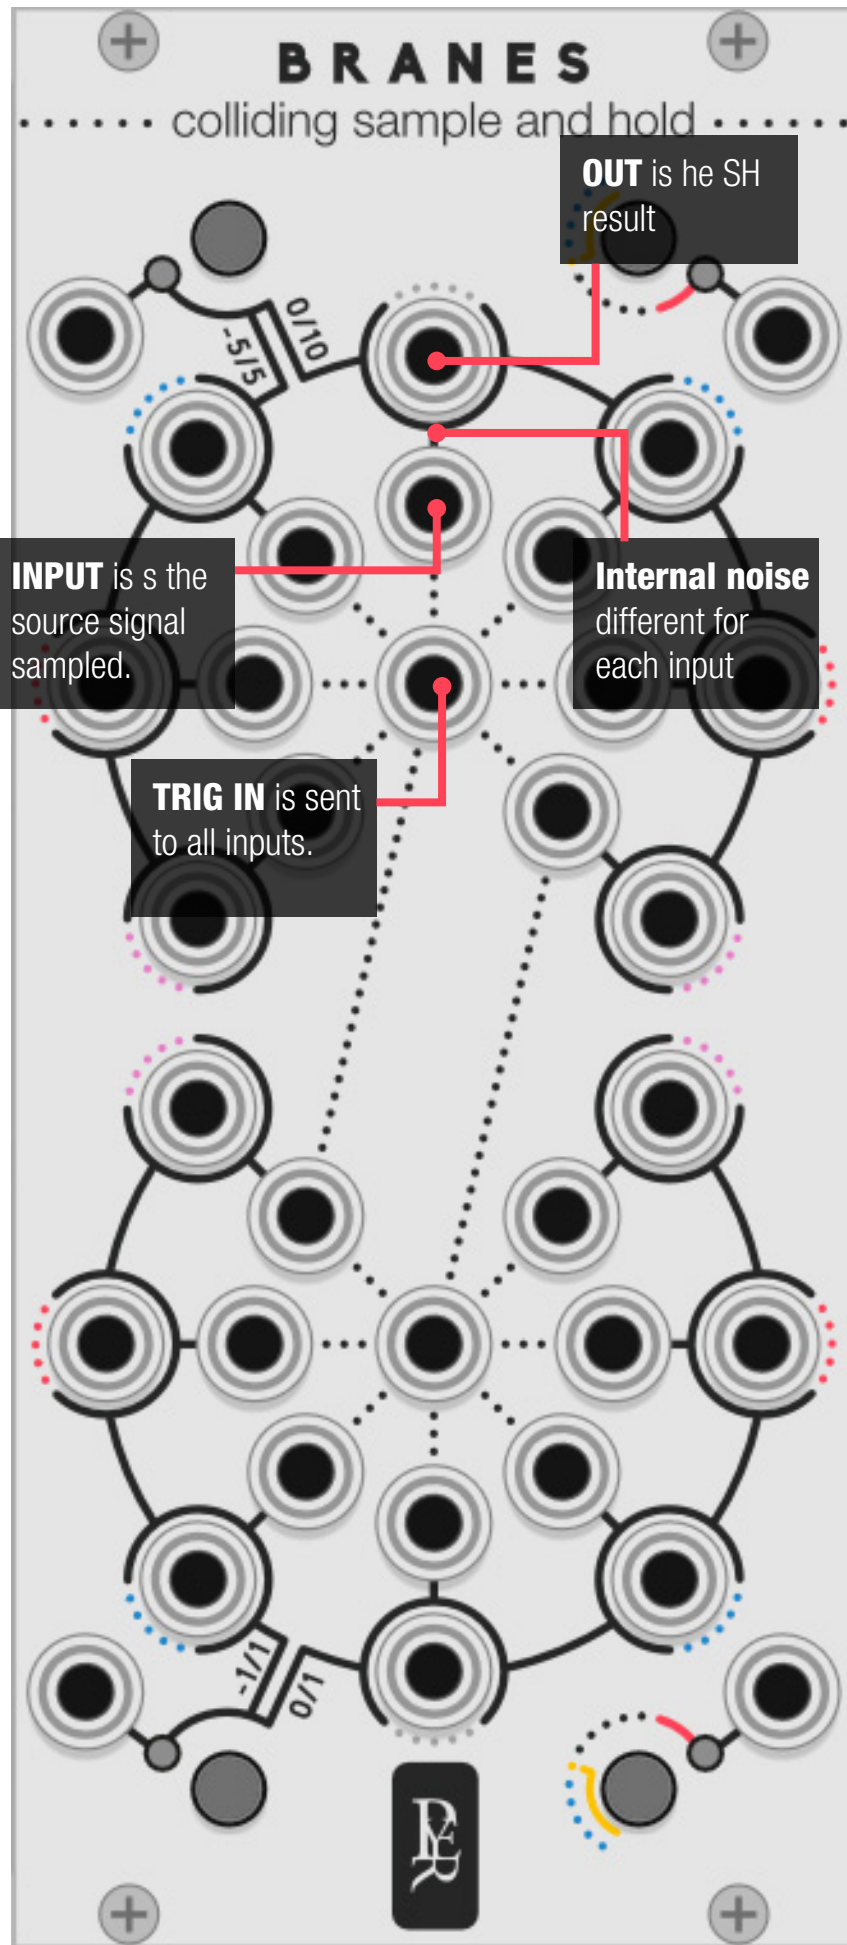 BRANES
colliding sample and hold
OUT is he SH
result
0/10
-5/5
INPUT is s the
source signal
sampled.
Internal noise
different for
each input
TRIG IN is sent
to all inputs.
-1/1
0/1